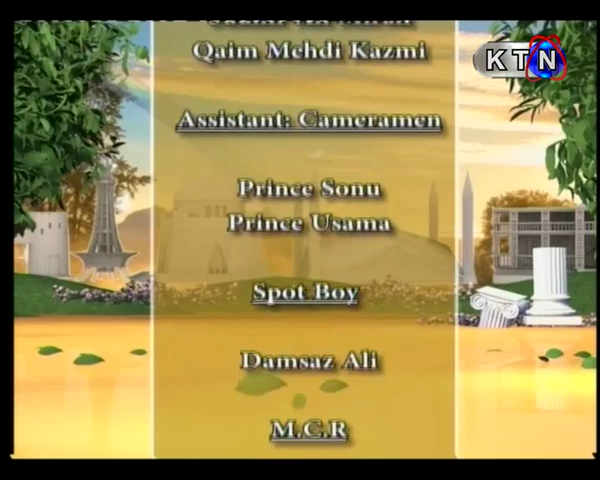 KTN
Qaim Mehdi Kazmi
Assistant: Cameramen
Prince Sonu
Prince Usama
Spot Boy
Damsaz Ali
M.C.R